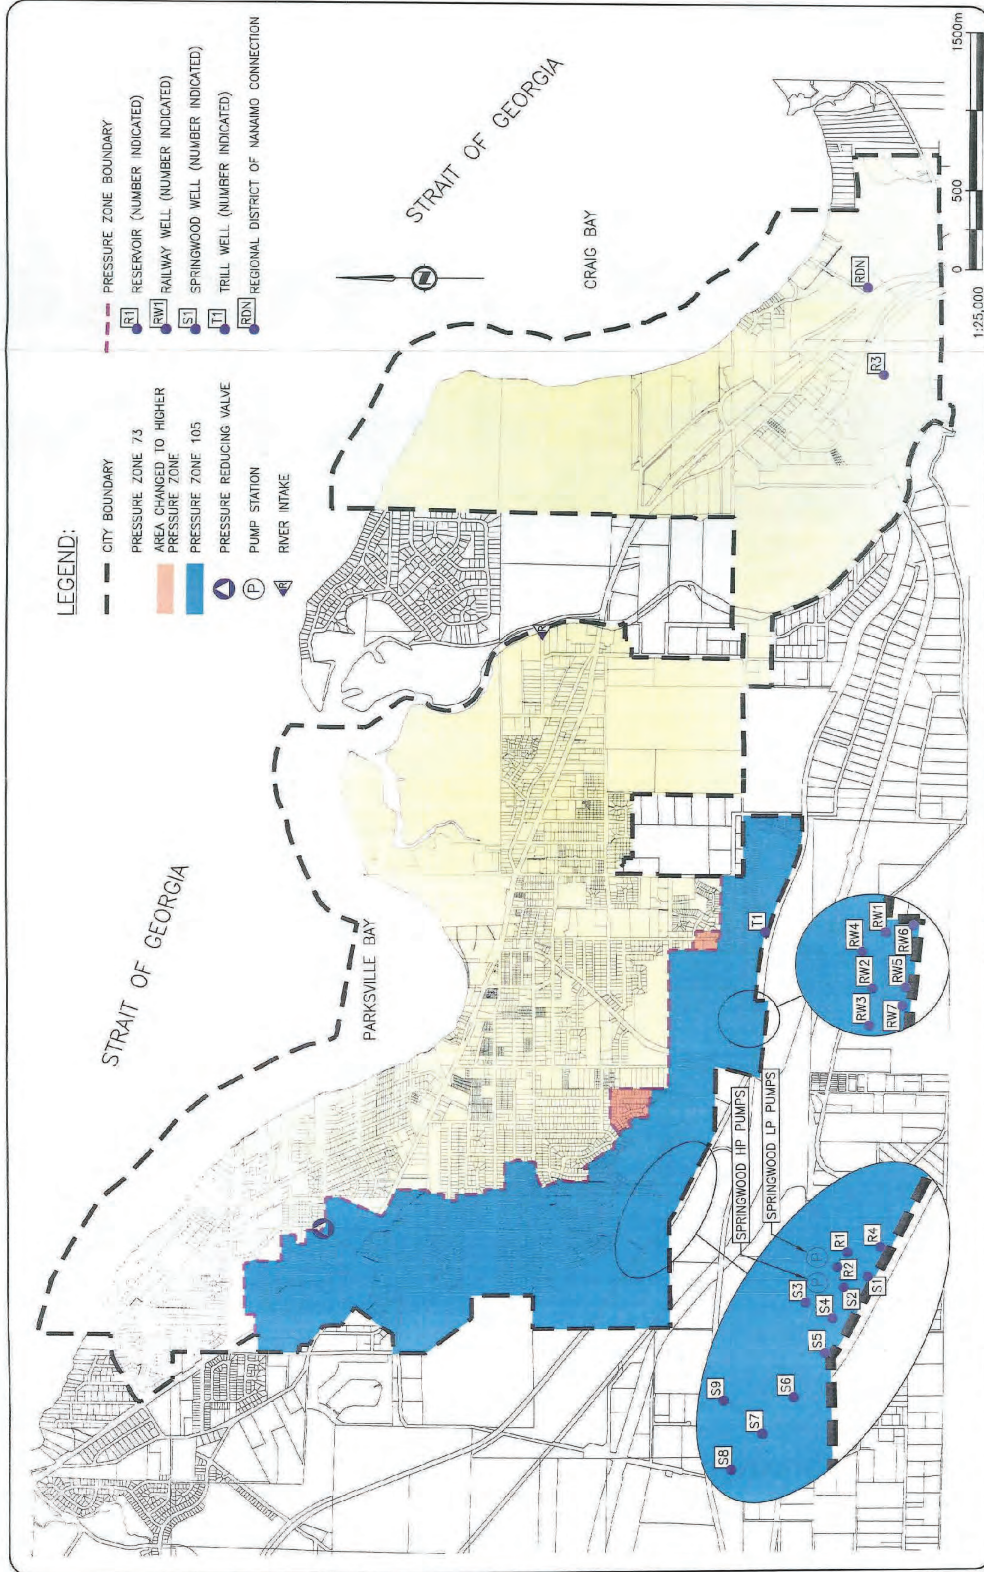 LEGEND:
CITY BOUNDARY
PRESSURE ZONE 73
AREA CHANGED TO HIGHER
PRESSURE ZONE
PRESSURE ZONE 105
PRESSURE REDUCING VALVE
P PUMP STATION
R RIVER INTAKE
PRESSURE ZONE BOUNDARY
R1 RESERVOIR (NUMBER INDICATED)
RW1 RAILWAY WELL (NUMBER INDICATED)
S1 SPRINGWOOD WELL (NUMBER INDICATED)
T1 TRILL WELL (NUMBER INDICATED)
RDN REGIONAL DISTRICT OF NANAIMO CONNECTION
STRAIT OF GEORGIA
STRAIT OF GEORGIA
N
PARKSVILLE BAY
CRAIG BAY
R
RDN
R3
T1
SPRINGWOOD HP PUMPS
SPRINGWOOD LP PUMPS
RW4
RW1
RW3
RW2
RW7
RW5
RW6
S8
S9
S7
S6
S3
S5
S4
P
P
R2
R1
S2
S1
R4
0
500
1500m
1:25,000